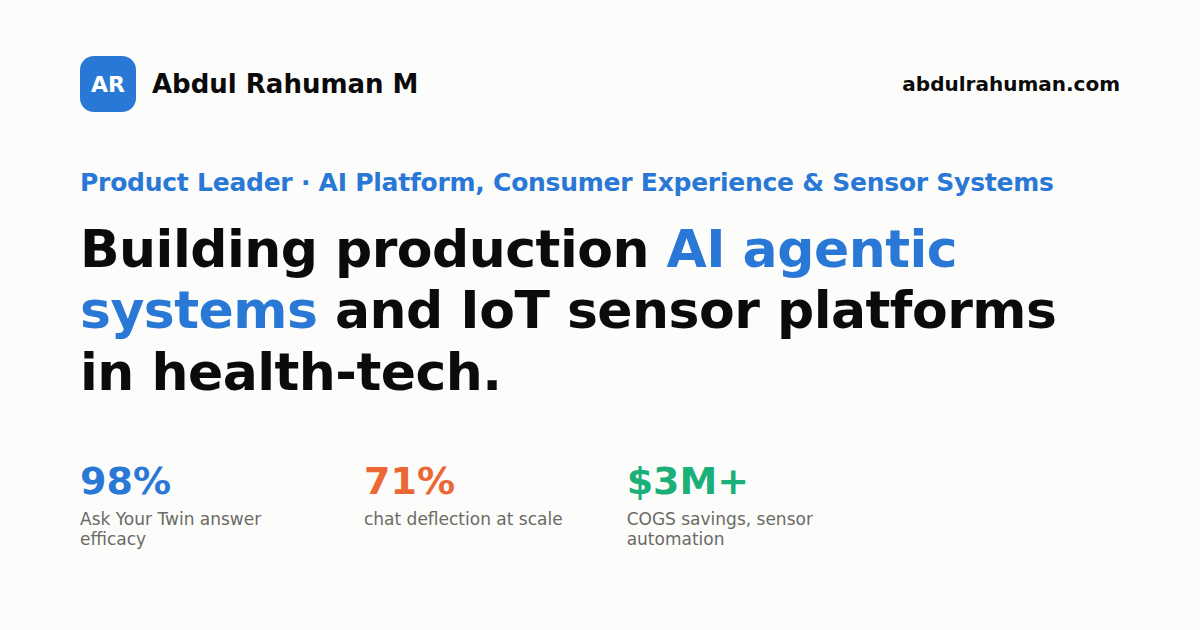 AR
Abdul Rahuman M
abdulrahuman.com
Product Leader · AI Platform, Consumer Experience & Sensor Systems
Building production AI agentic
systems and IoT sensor platforms
in health-tech.
98%
Ask Your Twin answer
efficacy
71%
chat deflection at scale
$3M+
COGS savings, sensor
automation